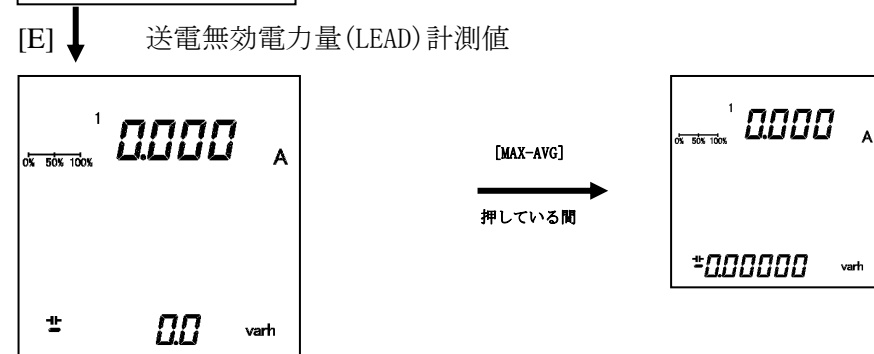 [E] 送電無効電力量(LEAD)計測値
1
0.000 A
0% 50% 100%
0.0 varh
[MAX-AVG]
押している間
1
0.000 A
0% 50% 100%
0.00000 varh